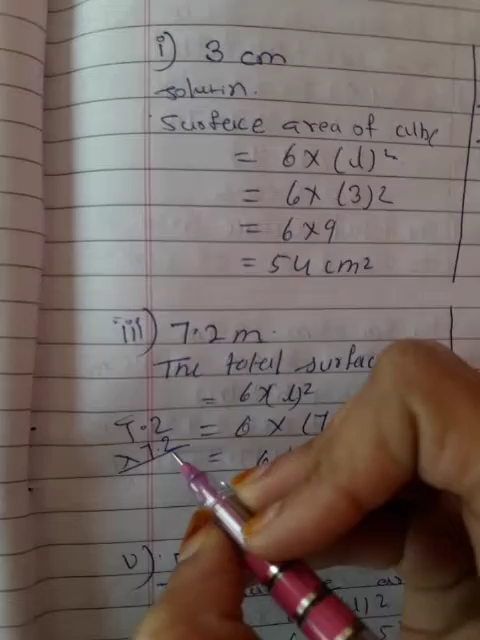 i) 3 cm
solution.
Surface area of cube
= 6 × (l)²
= 6 × (3)2
= 6 × 9
= 54 cm2
iii) 7.2 m.
The total surfac
= 6 × l)²
7.2 = 6 × (7
× 7.2 =
v)
l)2